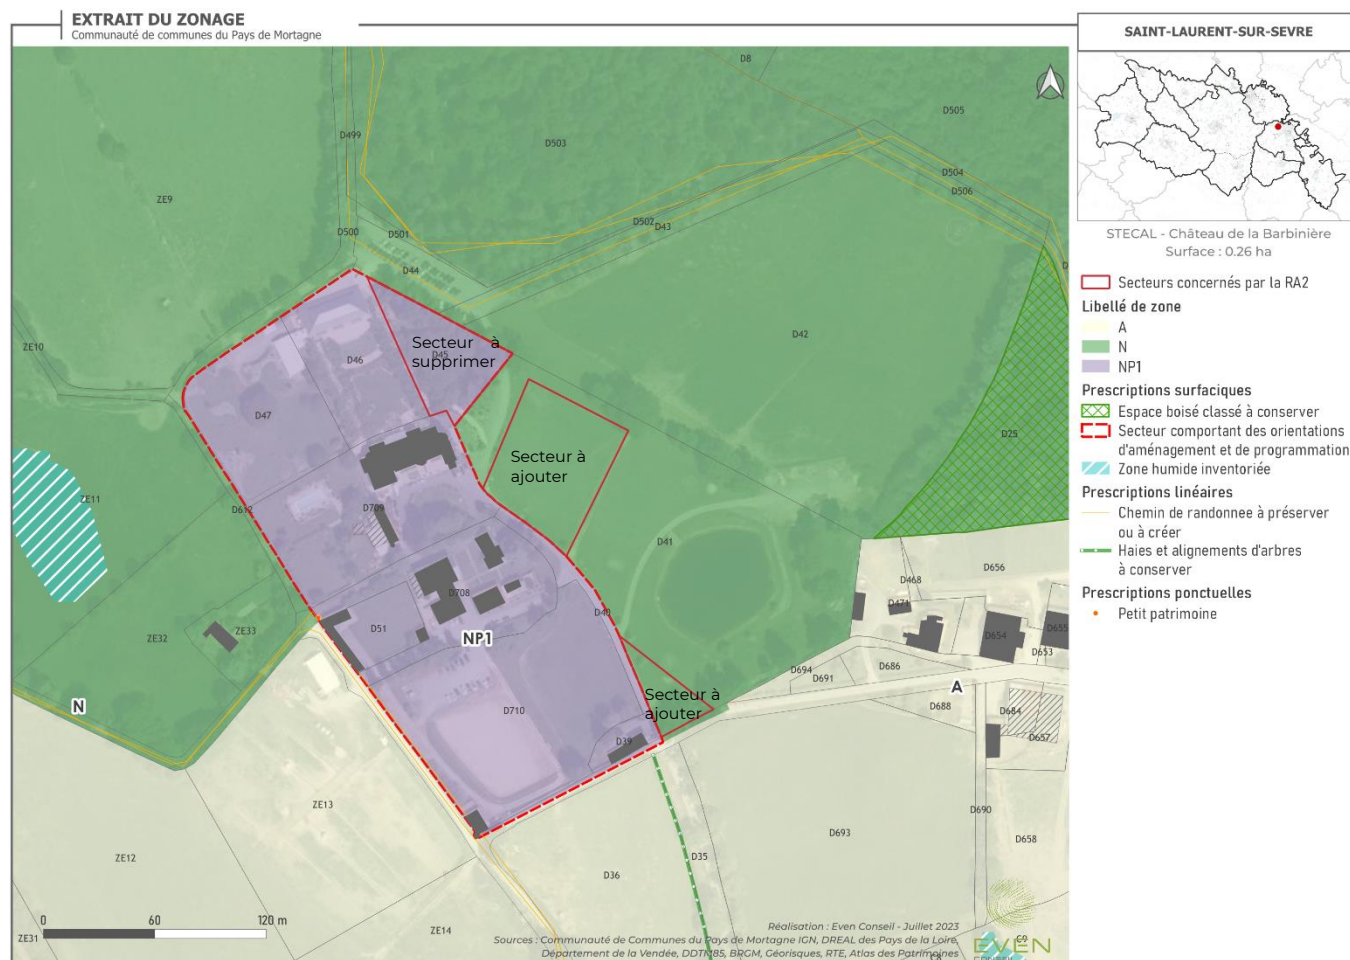 EXTRAIT DU ZONAGE
Communauté de communes du Pays de Mortagne
SAINT-LAURENT-SUR-SEVRE
STECAL - Château de la Barbinière
Surface : 0.26 ha
Secteurs concernés par la RA2
Libellé de zone
A
N
NP1
Prescriptions surfaciques
Espace boisé classé à conserver
Secteur comportant des orientations
d'aménagement et de programmation
Zone humide inventoriée
Prescriptions linéaires
Chemin de randonnee à préserver
ou à créer
Haies et alignements d'arbres
à conserver
Prescriptions ponctuelles
Petit patrimoine
D8
D505
D499
D503
D504
D506
ZE9
D500
D501
D502
D43
D44
D42
ZE10
Secteur à
supprimer
D45
D46
D47
D25
Secteur à
ajouter
ZE11
D612
D709
D41
D656
D468
D471
D708
D40
D654
D655
D653
ZE33
ZE32
D51
NP1
D694
D691
D686
Secteur à
ajouter
A
N
D688
D684
D657
D710
D39
ZE13
D690
D693
D658
ZE12
D35
D36
ZE14
ZE31
0
60
120 m
Réalisation : Even Conseil - Juillet 2023
Sources : Communauté de Communes du Pays de Mortagne IGN, DREAL des Pays de la Loire,
Département de la Vendée, DDTM85, BRGM, Géorisques, RTE, Atlas des Patrimoines
EVEN